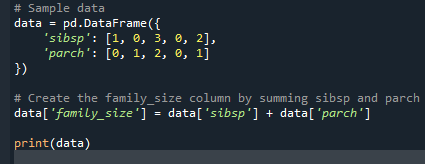 # Sample data
data = pd.DataFrame({
    'sibsp': [1, 0, 3, 0, 2],
    'parch': [0, 1, 2, 0, 1]
})

# Create the family_size column by summing sibsp and parch
data['family_size'] = data['sibsp'] + data['parch']

print(data)